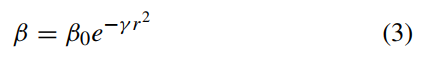 β = β₀e^{−γr²} (3)